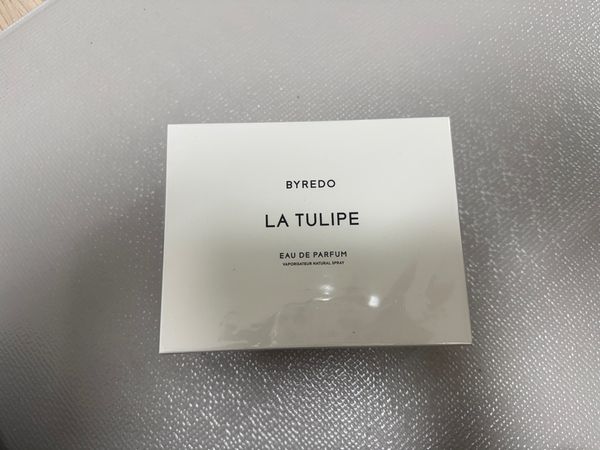 BYREDO
LA TULIPE
EAU DE PARFUM
VAPORISATEUR NATURAL SPRAY